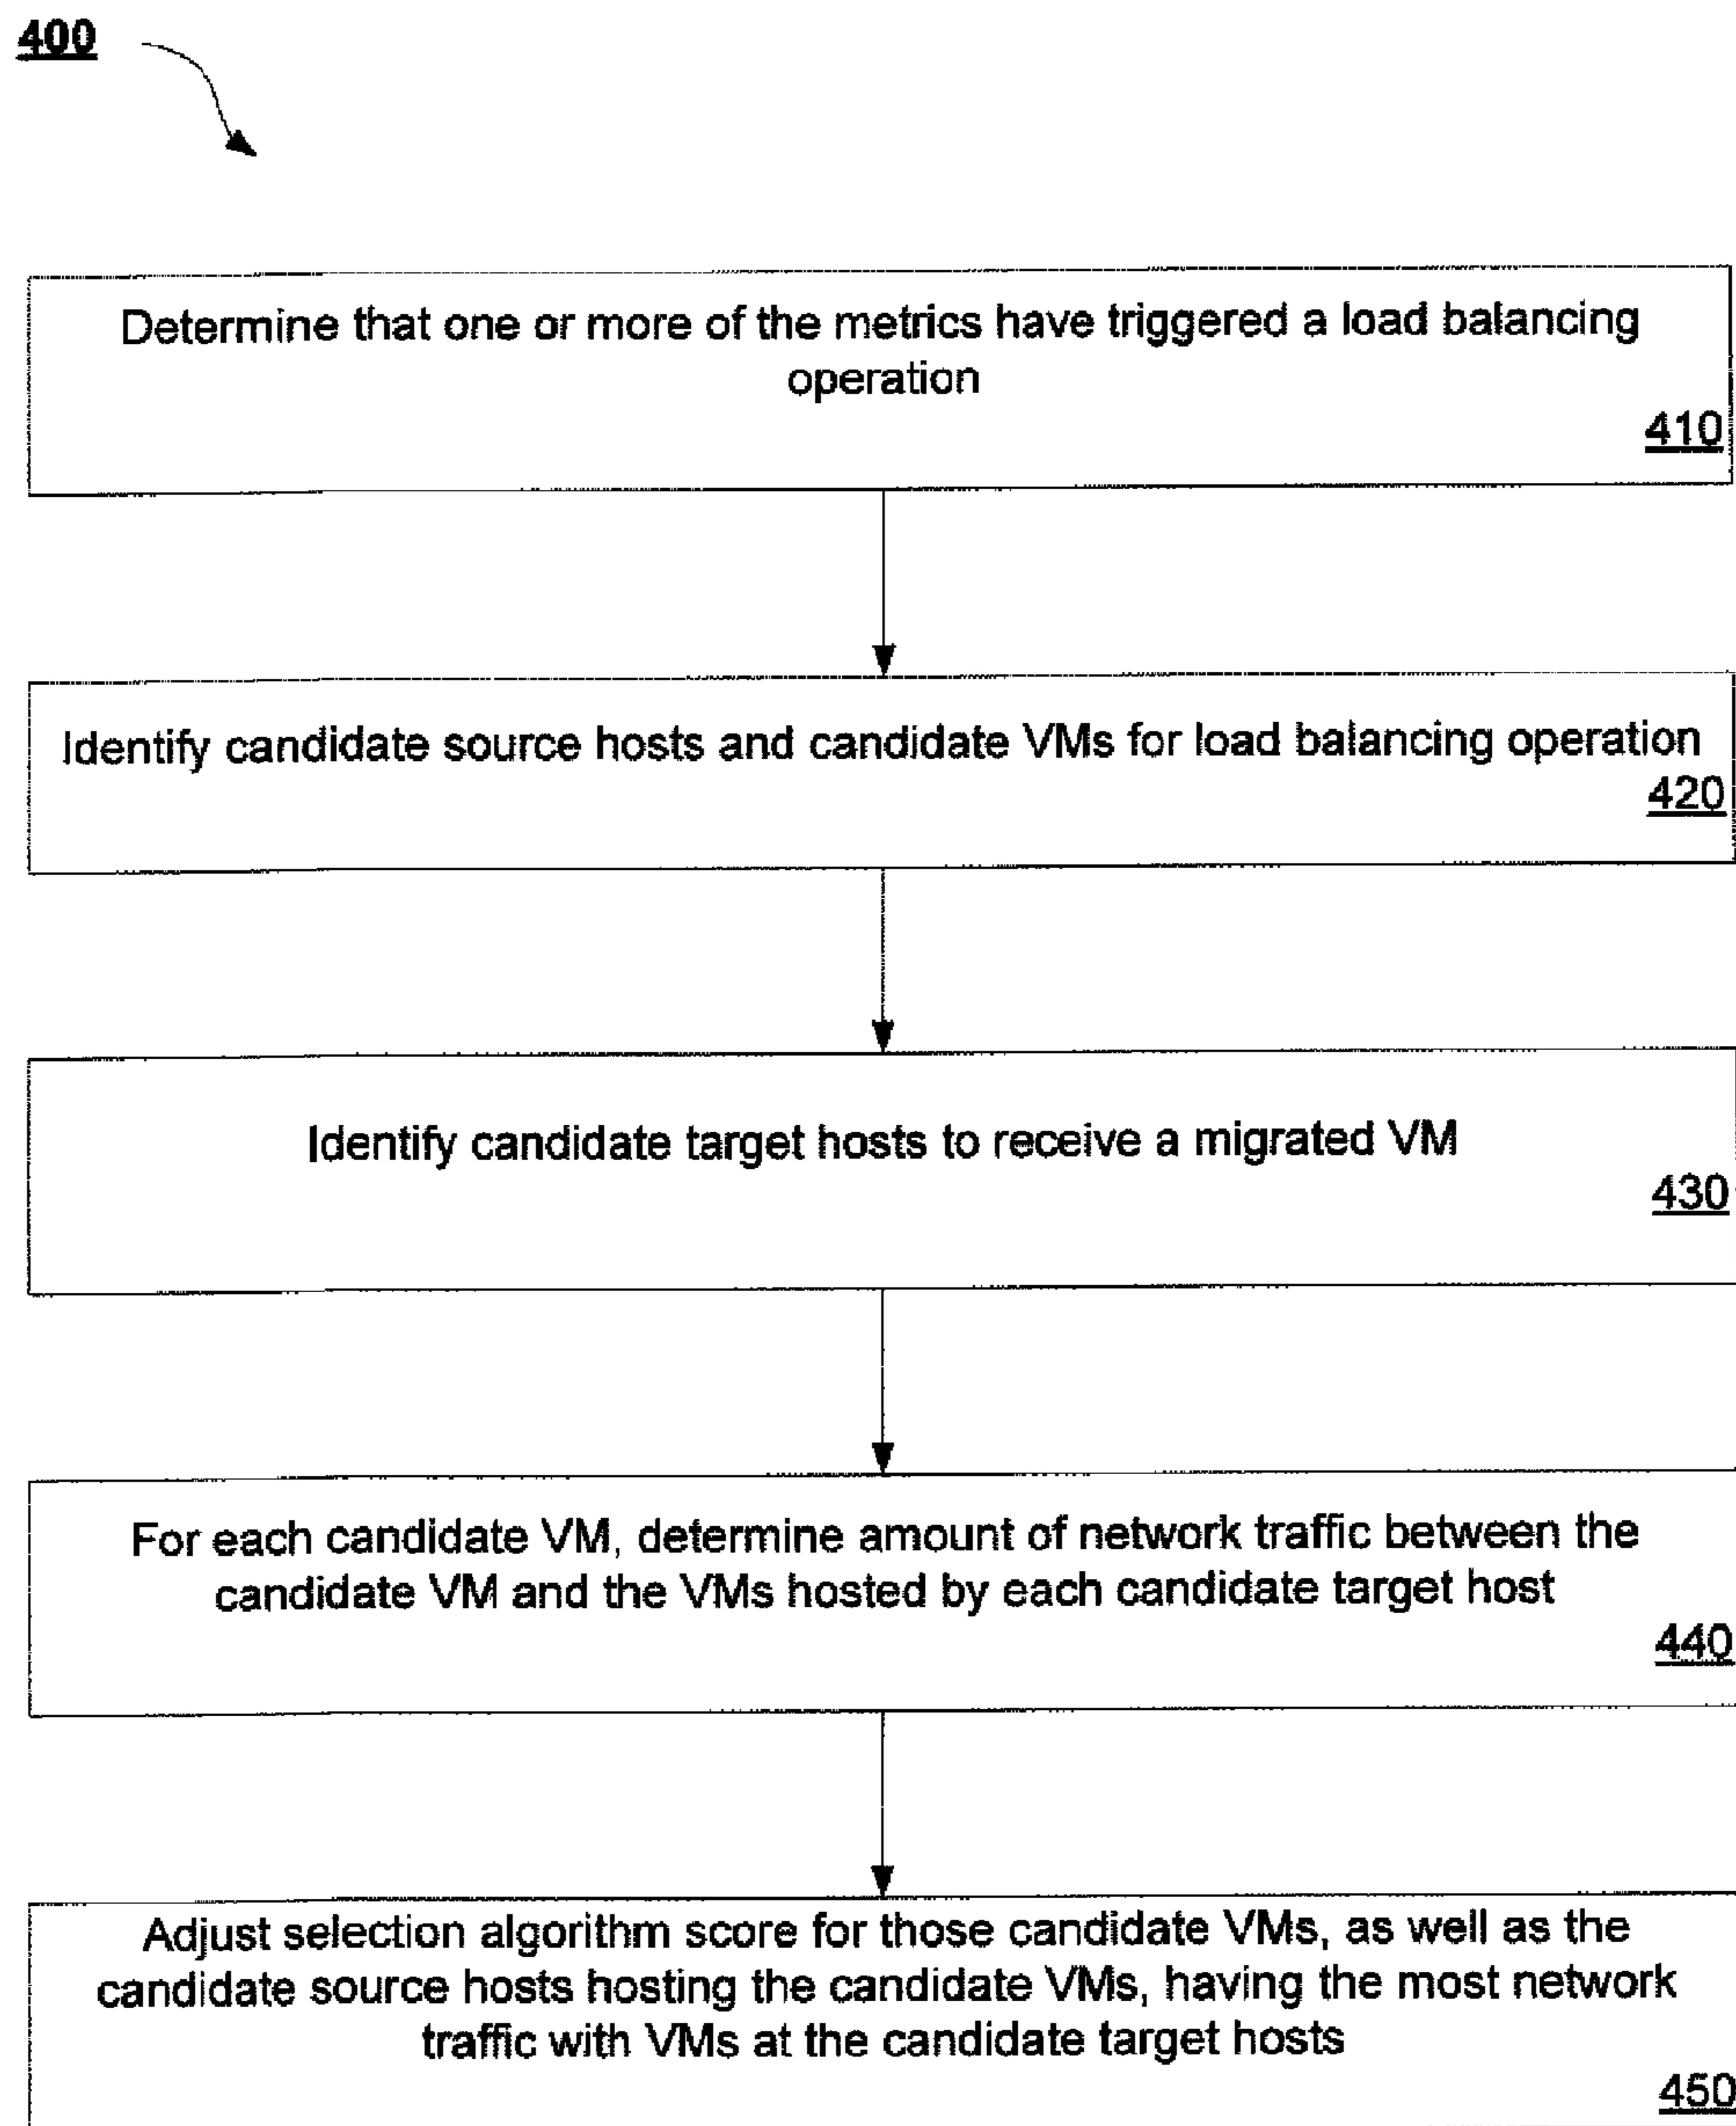 400
Determine that one or more of the metrics have triggered a load balancing
operation
410
Identify candidate source hosts and candidate VMs for load balancing operation
420
Identify candidate target hosts to receive a migrated VM
430
For each candidate VM, determine amount of network traffic between the
candidate VM and the VMs hosted by each candidate target host
440
Adjust selection algorithm score for those candidate VMs, as well as the
candidate source hosts hosting the candidate VMs, having the most network
traffic with VMs at the candidate target hosts
450